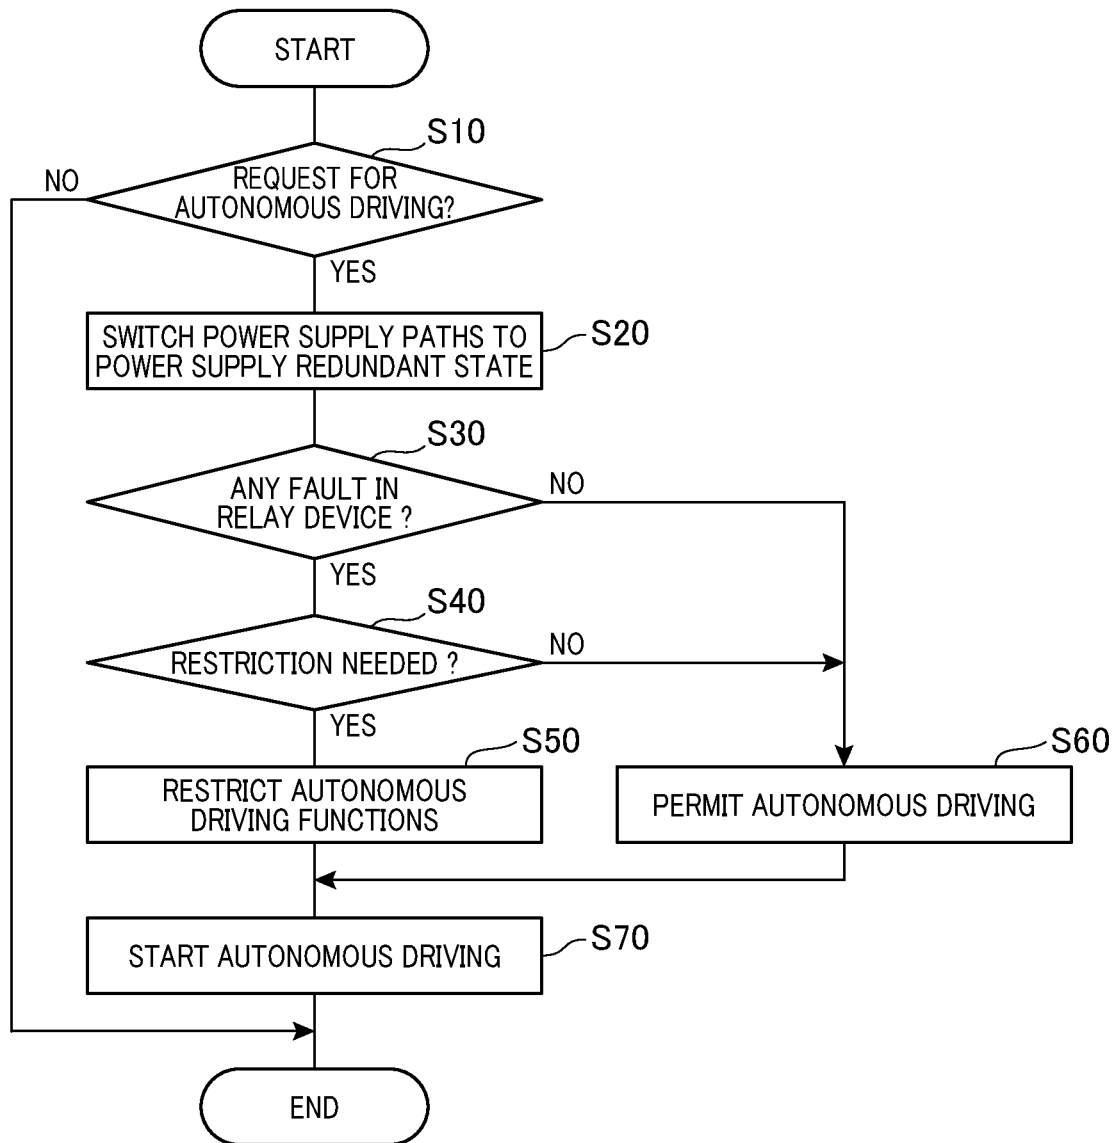 START
S10
NO
REQUEST FOR
AUTONOMOUS DRIVING?
YES
SWITCH POWER SUPPLY PATHS TO
POWER SUPPLY REDUNDANT STATE
S20
S30
ANY FAULT IN
RELAY DEVICE ?
NO
YES
S40
RESTRICTION NEEDED ?
NO
YES
S50
RESTRICT AUTONOMOUS
DRIVING FUNCTIONS
S60
PERMIT AUTONOMOUS DRIVING
START AUTONOMOUS DRIVING
S70
END